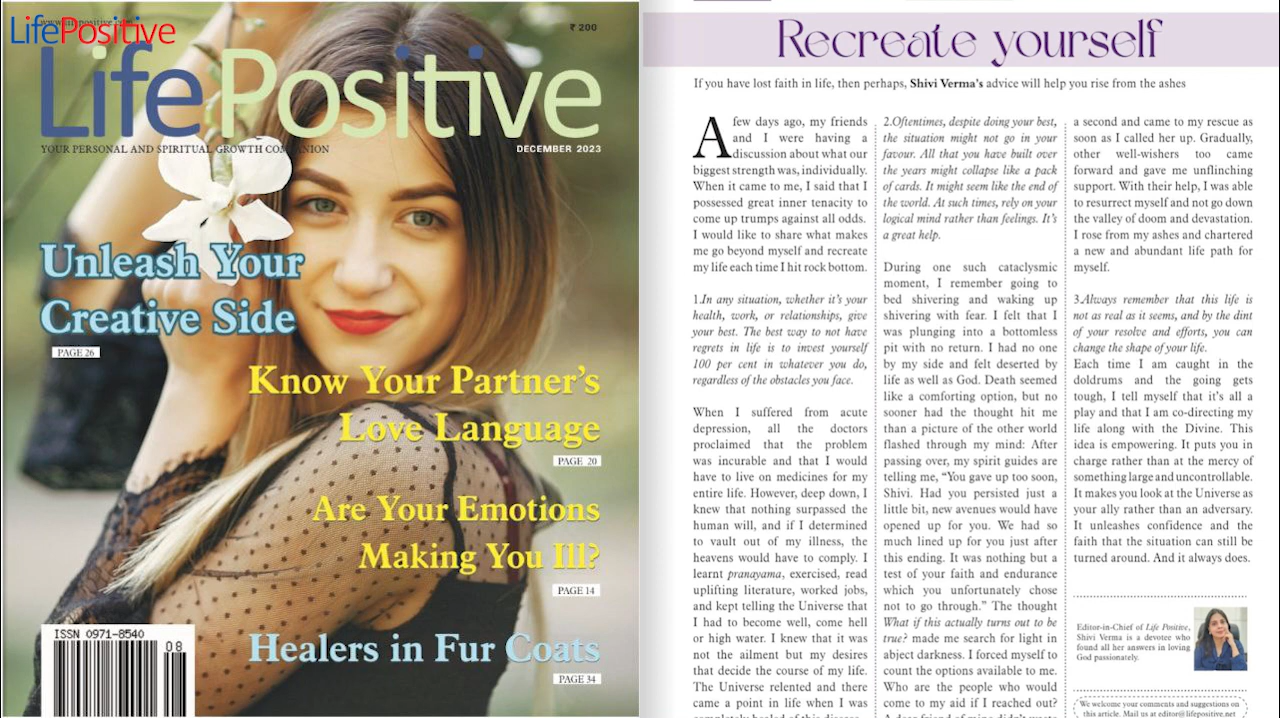 www.lifepositive.com
LifePositive
₹ 200
LifePositive
YOUR PERSONAL AND SPIRITUAL GROWTH COMPANION
DECEMBER 2023
Unleash Your
Creative Side
PAGE 26
Know Your Partner's
Love Language
PAGE 20
Are Your Emotions
Making You Ill?
PAGE 14
Healers in Fur Coats
PAGE 34
ISSN 0971-8540
08
Recreate yourself
If you have lost faith in life, then perhaps, Shivi Verma's advice will help you rise from the ashes
A few days ago, my friends
and I were having a
discussion about what our
biggest strength was, individually.
When it came to me, I said that I
possessed great inner tenacity to
come up trumps against all odds.
I would like to share what makes
me go beyond myself and recreate
my life each time I hit rock bottom.
1.In any situation, whether it's your
health, work, or relationships, give
your best. The best way to not have
regrets in life is to invest yourself
100 per cent in whatever you do,
regardless of the obstacles you face.
When I suffered from acute
depression, all the doctors
proclaimed that the problem
was incurable and that I would
have to live on medicines for my
entire life. However, deep down, I
knew that nothing surpassed the
human will, and if I determined
to vault out of my illness, the
heavens would have to comply. I
learnt pranayama, exercised, read
uplifting literature, worked jobs,
and kept telling the Universe that
I had to become well, come hell
or high water. I knew that it was
not the ailment but my desires
that decide the course of my life.
The Universe relented and there
came a point in life when I was
completely healed of this disease.
2.Oftentimes, despite doing your best,
the situation might not go in your
favour. All that you have built over
the years might collapse like a pack
of cards. It might seem like the end of
the world. At such times, rely on your
logical mind rather than feelings. It's
a great help.
During one such cataclysmic
moment, I remember going to
bed shivering and waking up
shivering with fear. I felt that I
was plunging into a bottomless
pit with no return. I had no one
by my side and felt deserted by
life as well as God. Death seemed
like a comforting option, but no
sooner had the thought hit me
than a picture of the other world
flashed through my mind: After
passing over, my spirit guides are
telling me, “You gave up too soon,
Shivi. Had you persisted just a
little bit, new avenues would have
opened up for you. We had so
much lined up for you just after
this ending. It was nothing but a
test of your faith and endurance
which you unfortunately chose
not to go through.” The thought
What if this actually turns out to be
true? made me search for light in
abject darkness. I forced myself to
count the options available to me.
Who are the people who would
come to my aid if I reached out?
A dear friend of mine didn't waste
a second and came to my rescue as
soon as I called her up. Gradually,
other well-wishers too came
forward and gave me unflinching
support. With their help, I was able
to resurrect myself and not go down
the valley of doom and devastation.
I rose from my ashes and chartered
a new and abundant life path for
myself.
3.Always remember that this life is
not as real as it seems, and by the dint
of your resolve and efforts, you can
change the shape of your life.
Each time I am caught in the
doldrums and the going gets
tough, I tell myself that it's all a
play and that I am co-directing my
life along with the Divine. This
idea is empowering. It puts you in
charge rather than at the mercy of
something large and uncontrollable.
It makes you look at the Universe as
your ally rather than an adversary.
It unleashes confidence and the
faith that the situation can still be
turned around. And it always does.
Editor-in-Chief of Life Positive,
Shivi Verma is a devotee who
found all her answers in loving
God passionately.
We welcome your comments and suggestions on
this article. Mail us at editor@lifepositive.net